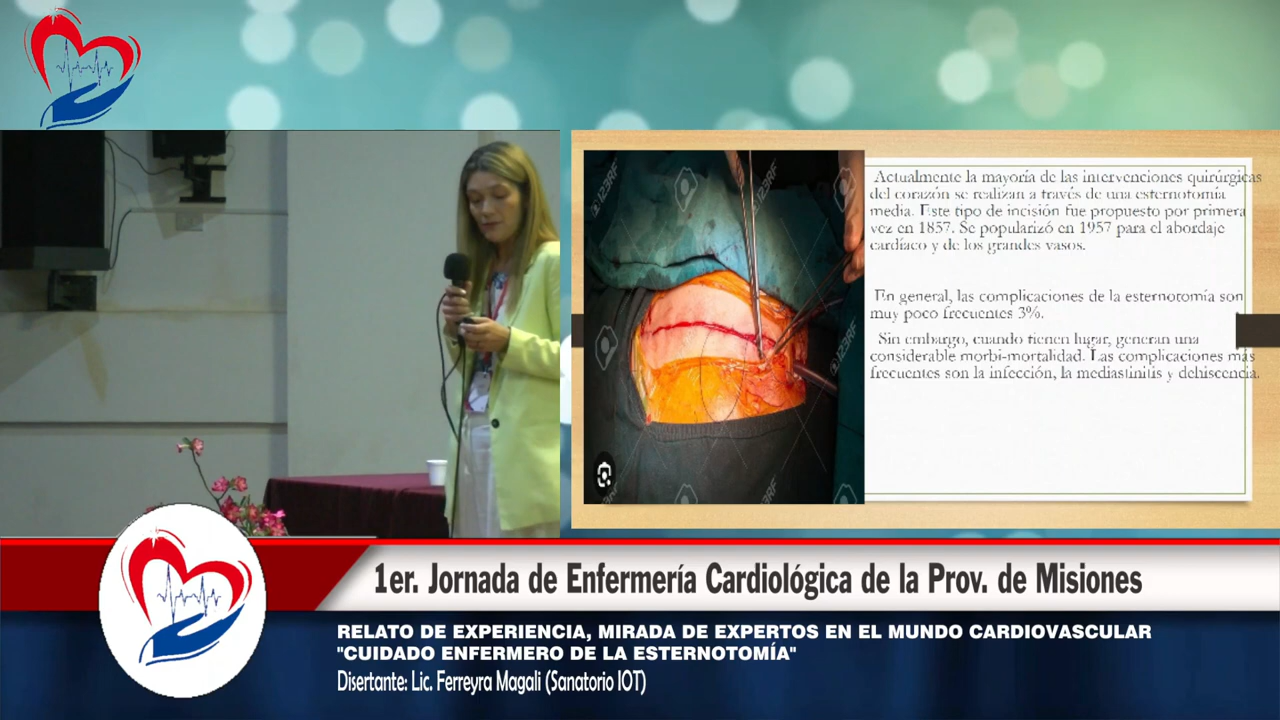 Actualmente la mayoría de las intervenciones quirúrgicas
del corazón se realizan a través de una esternotomía
media. Este tipo de incisión fue propuesto por primera
vez en 1857. Se popularizó en 1957 para el abordaje
cardíaco y de los grandes vasos.
En general, las complicaciones de la esternotomía son
muy poco frecuentes 3%.
Sin embargo, cuando tienen lugar, generan una
considerable morbi-mortalidad. Las complicaciones más
frecuentes son la infección, la mediastinitis y dehiscencia.
123RF
123RF
123RF
123RF
1er. Jornada de Enfermería Cardiológica de la Prov. de Misiones
RELATO DE EXPERIENCIA, MIRADA DE EXPERTOS EN EL MUNDO CARDIOVASCULAR
"CUIDADO ENFERMERO DE LA ESTERNOTOMÍA"
Disertante: Lic. Ferreyra Magali (Sanatorio IOT)